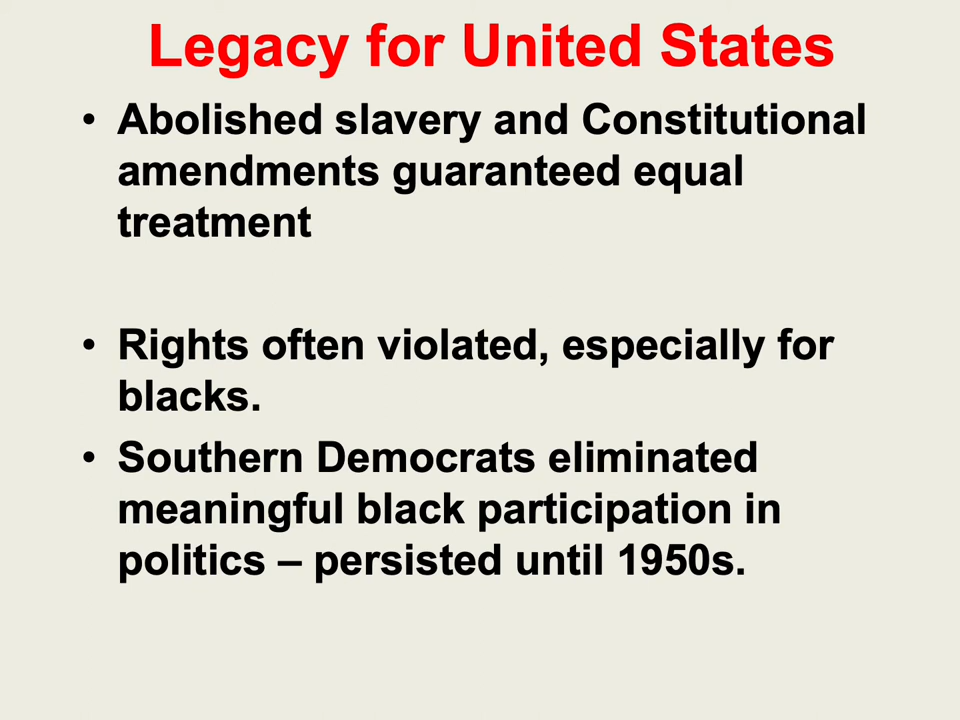 Legacy for United States
• Abolished slavery and Constitutional
amendments guaranteed equal
treatment
• Rights often violated, especially for
blacks.
• Southern Democrats eliminated
meaningful black participation in
politics – persisted until 1950s.